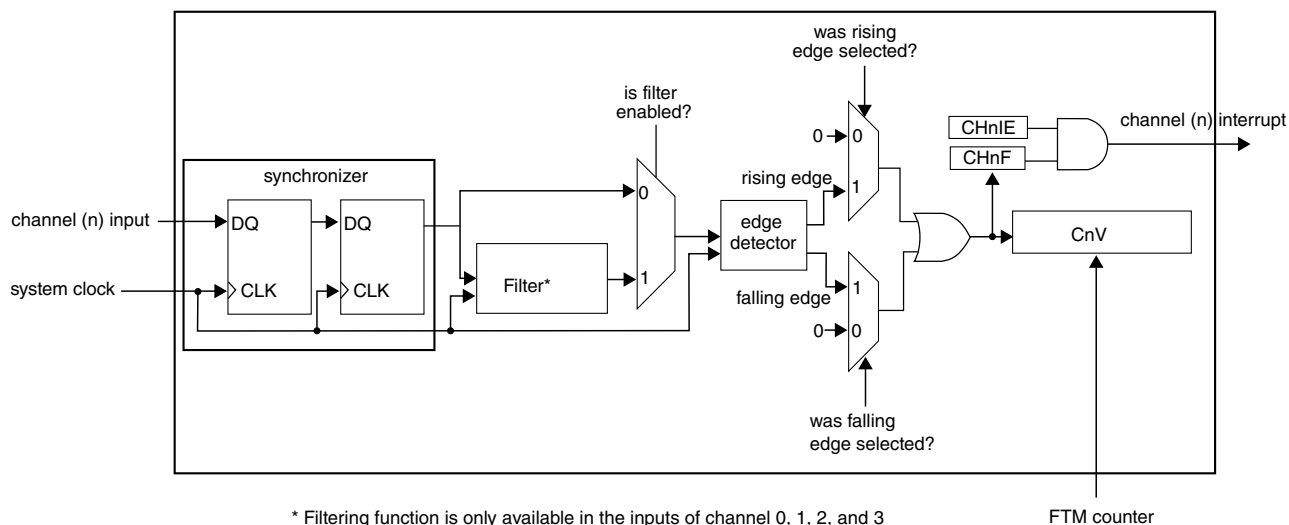 was rising
edge selected?
is filter
enabled?
0
0
CHnIE
channel (n) interrupt
CHnF
synchronizer
rising edge
1
0
channel (n) input
DQ
DQ
edge
detector
CnV
Filter*
1
system clock
CLK
CLK
falling edge
1
0
0
was falling
edge selected?
* Filtering function is only available in the inputs of channel 0, 1, 2, and 3
FTM counter